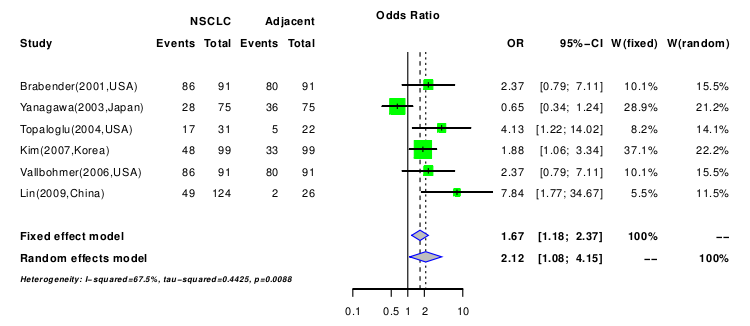 Odds Ratio
NSCLC Adjacent
Study Events Total Events Total OR 95%−CI W(fixed) W(random)
Brabender(2001,USA) 86 91 80 91 2.37 [0.79; 7.11] 10.1% 15.5%
Yanagawa(2003,Japan) 28 75 36 75 0.65 [0.34; 1.24] 28.9% 21.2%
Topaloglu(2004,USA) 17 31 5 22 4.13 [1.22; 14.02] 8.2% 14.1%
Kim(2007,Korea) 48 99 33 99 1.88 [1.06; 3.34] 37.1% 22.2%
Vallbohmer(2006,USA) 86 91 80 91 2.37 [0.79; 7.11] 10.1% 15.5%
Lin(2009,China) 49 124 2 26 7.84 [1.77; 34.67] 5.5% 11.5%
Fixed effect model 1.67 [1.18; 2.37] 100% −−
Random effects model 2.12 [1.08; 4.15] −− 100%
Heterogeneity: I−squared=67.5%, tau−squared=0.4425, p=0.0088
0.1 0.5 1 2 10